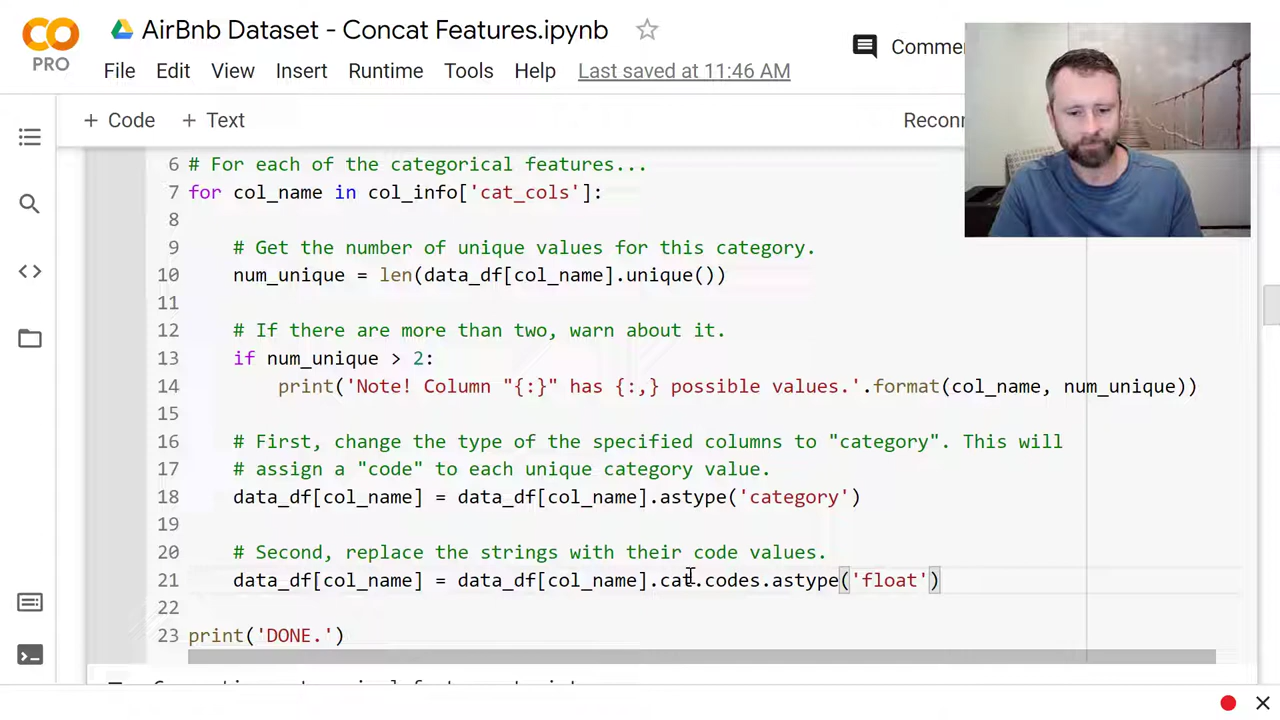 AirBnb Dataset - Concat Features.ipynb
PRO
File Edit View Insert Runtime Tools Help Last saved at 11:46 AM
+ Code + Text
6 # For each of the categorical features...
7 for col_name in col_info['cat_cols']:
8
9 # Get the number of unique values for this category.
10 num_unique = len(data_df[col_name].unique())
11
12 # If there are more than two, warn about it.
13 if num_unique > 2:
14 print('Note! Column "{:}" has {:,} possible values.'.format(col_name, num_unique))
15
16 # First, change the type of the specified columns to "category". This will
17 # assign a "code" to each unique category value.
18 data_df[col_name] = data_df[col_name].astype('category')
19
20 # Second, replace the strings with their code values.
21 data_df[col_name] = data_df[col_name].cat.codes.astype('float')
22
23 print('DONE.')